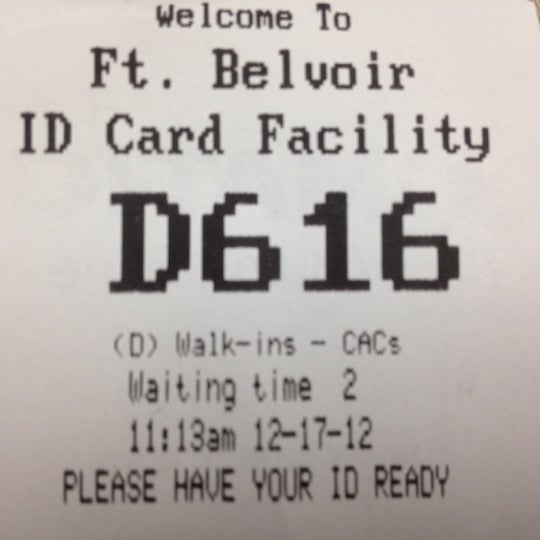 Welcome To
Ft. Belvoir
ID Card Facility
D616
(D) Walk-ins - CACs
Waiting time 2
11:13am 12-17-12
PLEASE HAVE YOUR ID READY